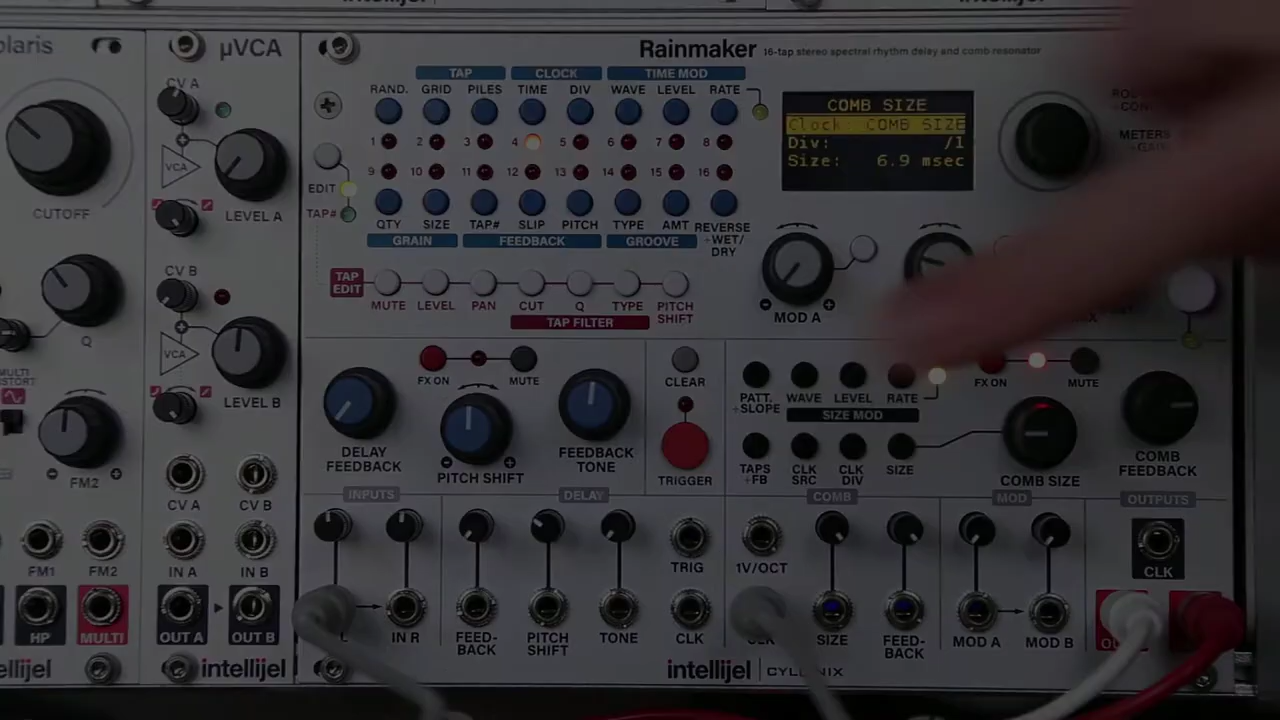 olaris
µVCA
Rainmaker 16-tap stereo spectral rhythm delay and comb resonator
CV A
TAP
CLOCK
TIME MOD
RAND. GRID PILES TIME DIV WAVE LEVEL RATE
1 2 3 4 5 6 7 8
9 10 11 12 13 14 15 16
COMB SIZE
Clock: COMB SIZE
Div: /1
Size: 6.9 msec
METERS
VCA
EDIT
TAP#
CUTOFF
LEVEL A
QTY SIZE TAP# SLIP PITCH TYPE AMT REVERSE
+WET/
DRY
GRAIN
FEEDBACK
GROOVE
CV B
TAP
EDIT
MUTE LEVEL PAN CUT Q TYPE PITCH
SHIFT
TAP FILTER
MOD A
Q
VCA
LEVEL B
FX ON
MUTE
CLEAR
PATT.
+SLOPE
WAVE LEVEL RATE
SIZE MOD
FX ON
MUTE
DELAY
FEEDBACK
PITCH SHIFT
FEEDBACK
TONE
TRIGGER
TAPS
+FB
CLK
SRC
CLK
DIV
SIZE
COMB SIZE
COMB
FEEDBACK
FM2
CV A
CV B
INPUTS
DELAY
COMB
MOD
OUTPUTS
FM1
FM2
IN A
IN B
TRIG
1V/OCT
CLK
HP
MULTI
OUT A
OUT B
IN R
FEED-
BACK
PITCH
SHIFT
TONE
CLK
SIZE
FEED-
BACK
MOD A
MOD B
intellijel
intellijel